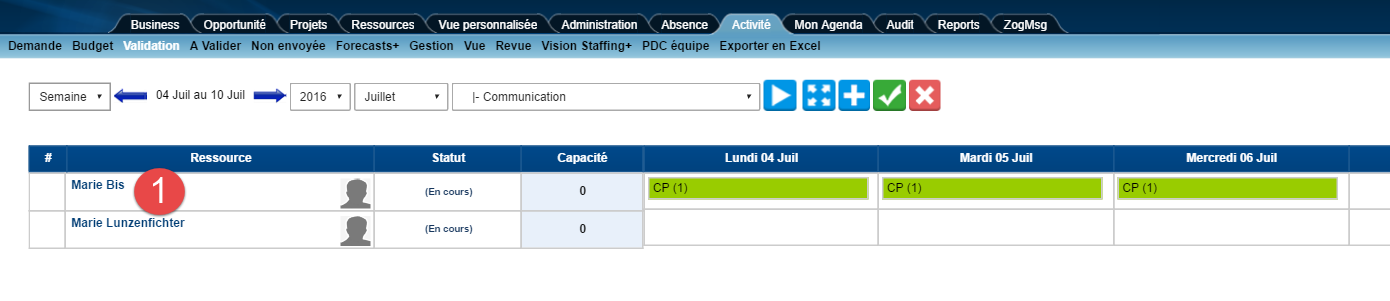 Business Opportunité Projets Ressources Vue personnalisée Administration Absence Activité Mon Agenda Audit Reports ZogMsg
Demande Budget Validation A Valider Non envoyée Forecasts+ Gestion Vue Revue Vision Staffing+ PDC équipe Exporter en Excel
Semaine 04 Juil au 10 Juil 2016 Juillet |- Communication
# Ressource Statut Capacité Lundi 04 Juil Mardi 05 Juil Mercredi 06 Juil
Marie Bis 1 (En cours) 0 CP (1) CP (1) CP (1)
Marie Lunzenfichter (En cours) 0